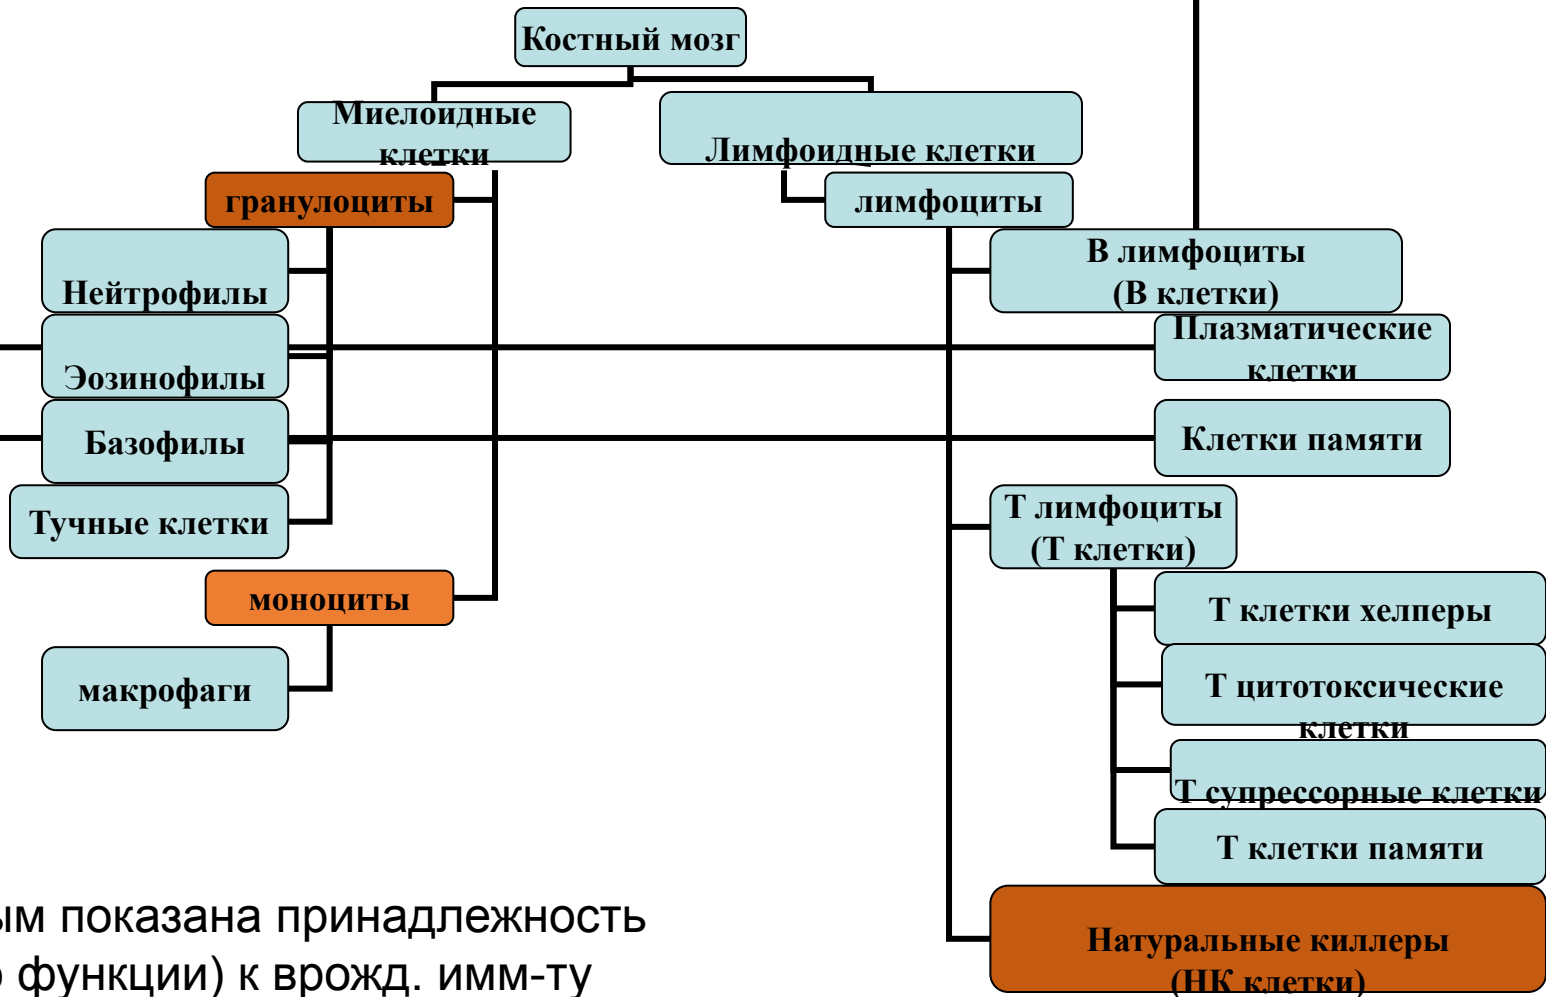 Костный мозг
Миелоидные
клетки
Лимфоидные клетки
гранулоциты
лимфоциты
Нейтрофилы
В лимфоциты
(В клетки)
Эозинофилы
Плазматические
клетки
Базофилы
Клетки памяти
Тучные клетки
Т лимфоциты
(Т клетки)
моноциты
Т клетки хелперы
макрофаги
Т цитотоксические
клетки
Т супрессорные клетки
Т клетки памяти
показана принадлежность
функции) к врожд. имм-ту
Натуральные киллеры
(НК клетки)